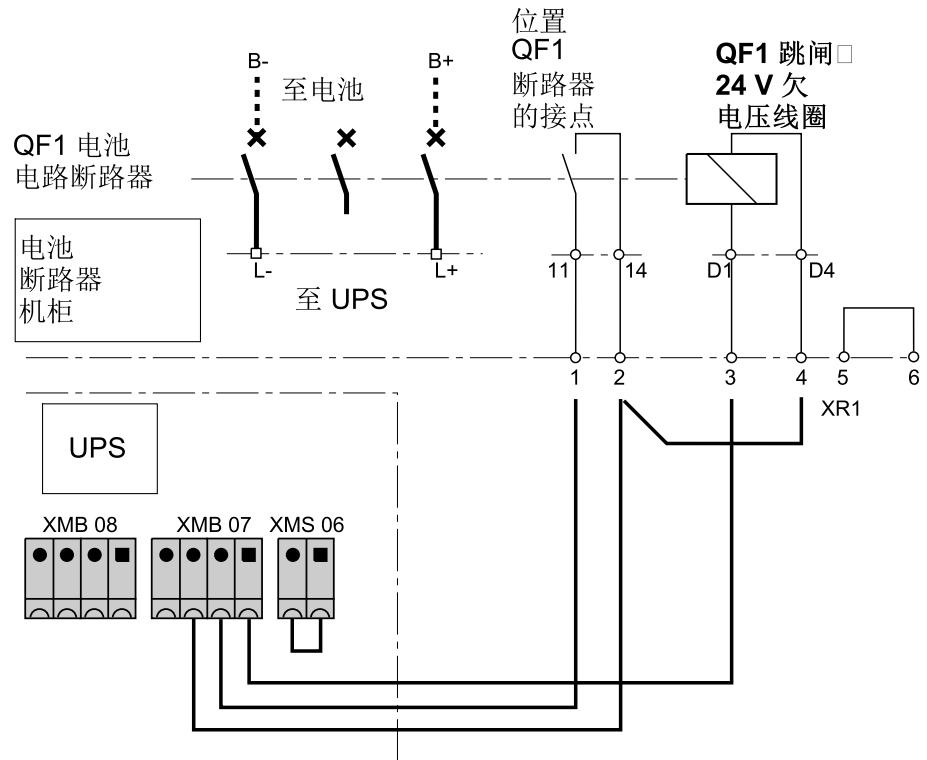 位置
QF1
断路器
的接点
QF1 跳闸□
24 V 欠
电压线圈
B-
B+
至电池
QF1 电池
电路断路器
电池
断路器
机柜
L-
L+
至 UPS
11
14
D1
D4
1
2
3
4
5
6
XR1
UPS
XMB 08
XMB 07
XMS 06